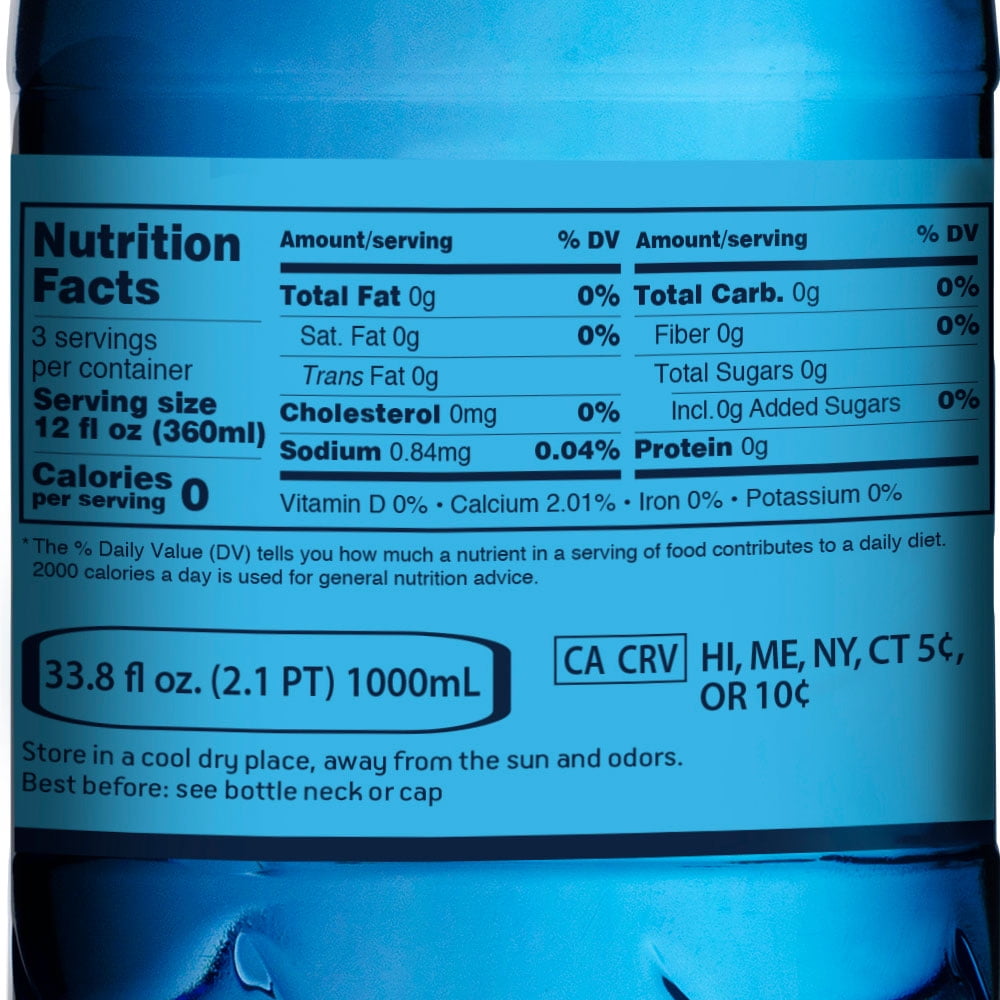 Nutrition
Facts
3 servings
per container
Serving size
12 fl oz (360ml)
Calories
per serving 0
Amount/serving % DV
Total Fat 0g 0%
Sat. Fat 0g 0%
Trans Fat 0g
Cholesterol 0mg 0%
Sodium 0.84mg 0.04%
Amount/serving % DV
Total Carb. 0g 0%
Fiber 0g 0%
Total Sugars 0g
Incl.0g Added Sugars 0%
Protein 0g
Vitamin D 0% • Calcium 2.01% • Iron 0% • Potassium 0%
* The % Daily Value (DV) tells you how much a nutrient in a serving of food contributes to a daily diet.
2000 calories a day is used for general nutrition advice.
33.8 fl oz. (2.1 PT) 1000mL
CA CRV HI, ME, NY, CT 5¢,
OR 10¢
Store in a cool dry place, away from the sun and odors.
Best before: see bottle neck or cap